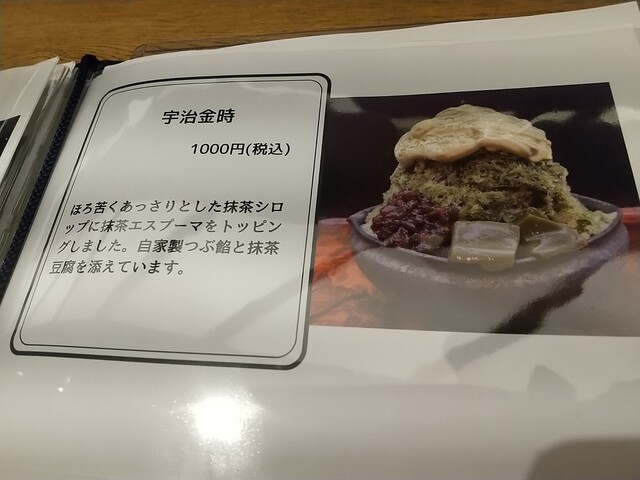 宇治金時
1000円(税込)
ほろ苦くあっさりとした抹茶シロ
ップに抹茶エスプーマをトッピン
グしました。自家製つぶ餡と抹茶
豆腐を添えています。